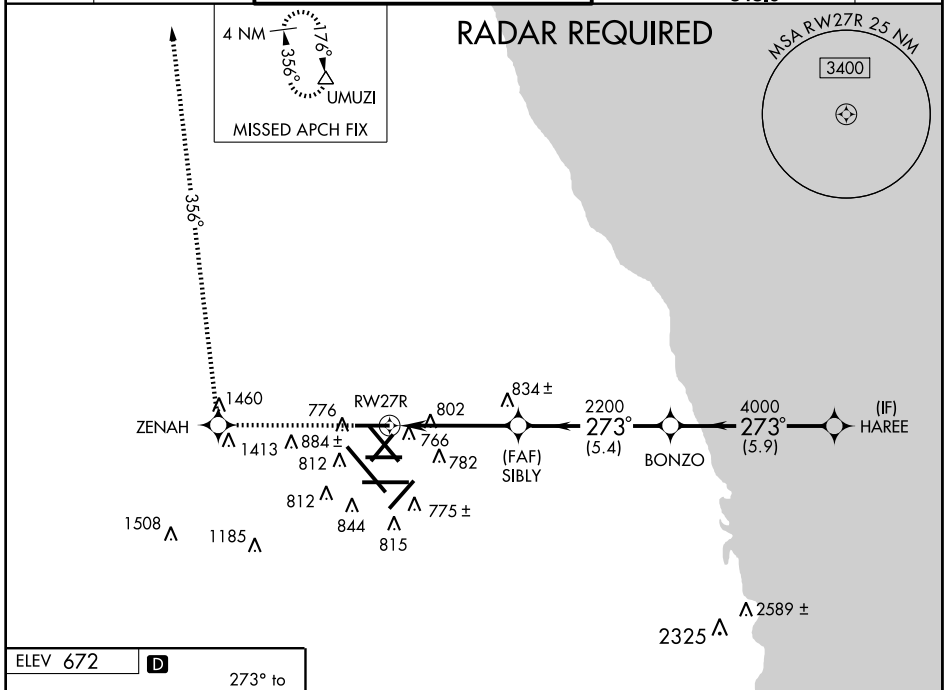 RADAR REQUIRED
MSA RW27R 25 NM
3400
4 NM
176°
356°
UMUZI
MISSED APCH FIX
356°
1460
ZENAH
1413
776
884 ±
812
RW27R
802
766
782
834 ±
(FAF)
SIBLY
2200
273°
(5.4)
BONZO
4000
273°
(5.9)
(IF)
HAREE
812
844
815
775 ±
1508
1185
2589 ±
2325
ELEV 672
D
273° to